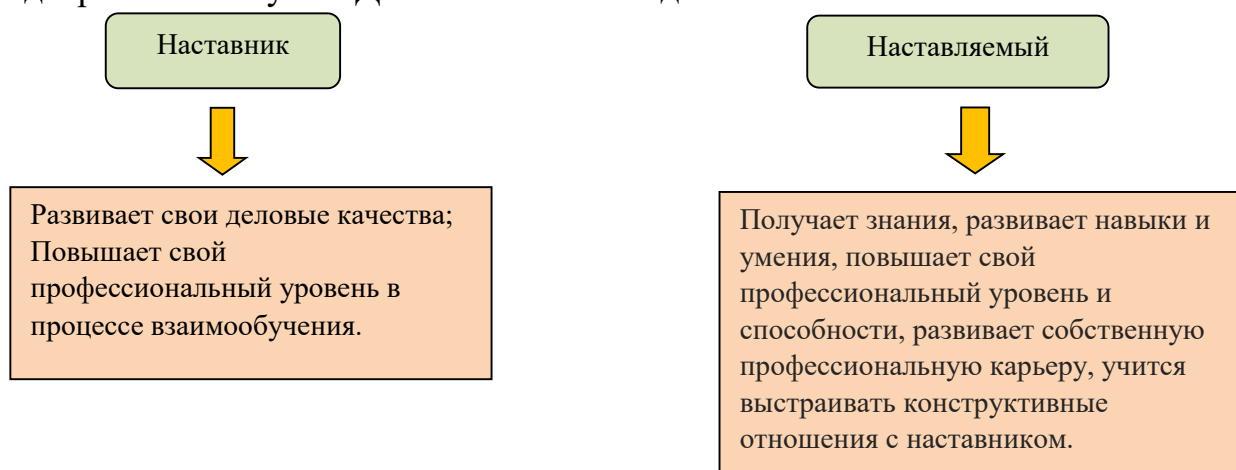 Наставник
Развивает свои деловые качества;
Повышает свой
профессиональный уровень в
процессе взаимообучения.
Наставляемый
Получает знания, развивает навыки и
умения, повышает свой
профессиональный уровень и
способности, развивает собственную
профессиональную карьеру, учится
выстраивать конструктивные
отношения с наставником.